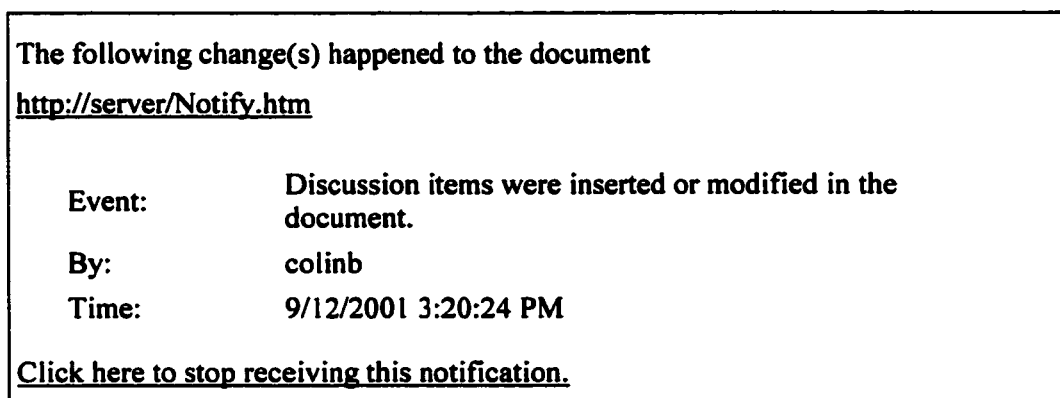 The following change(s) happened to the document
http://server/Notify.htm
Event:
Discussion items were inserted or modified in the
document.
By: colinb
Time: 9/12/2001 3:20:24 PM
Click here to stop receiving this notification.